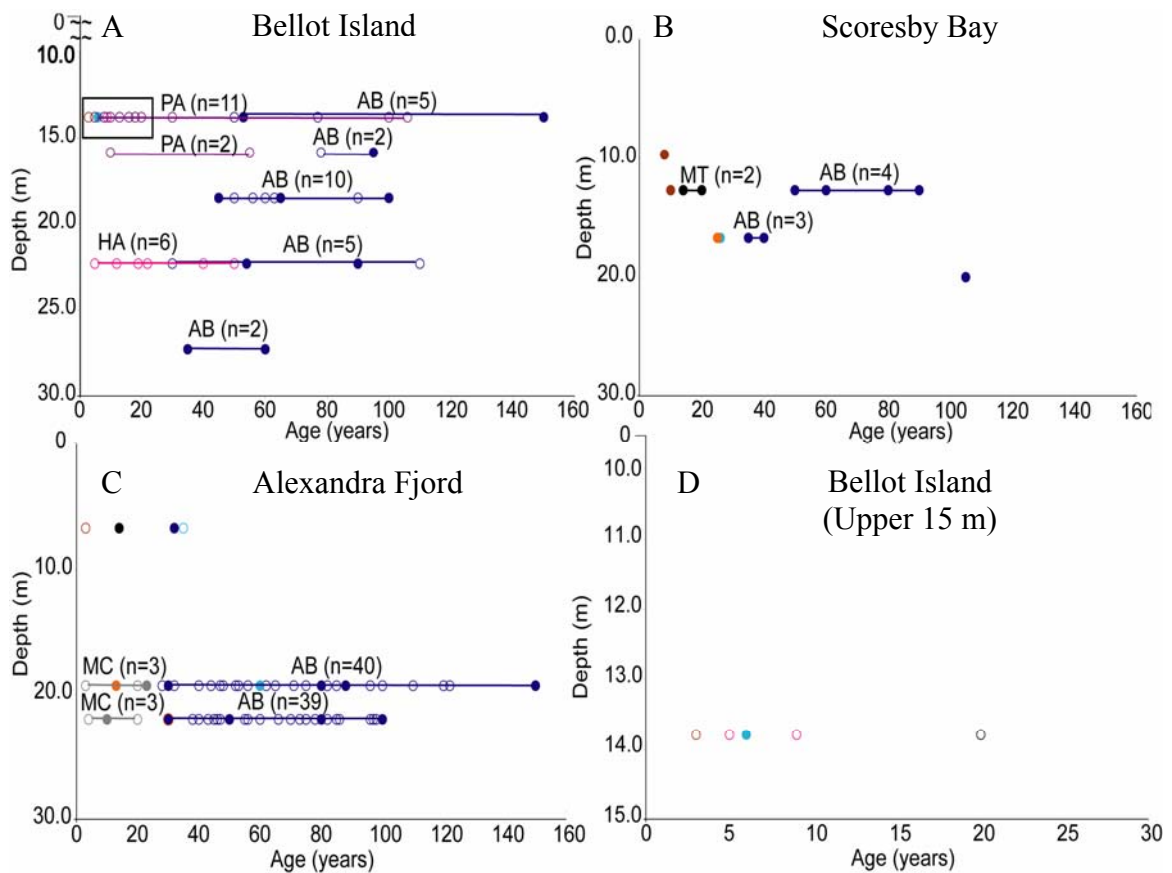 A
Bellot Island
0
10.0
15.0
20.0
25.0
30.0
Depth (m)
PA (n=11)
AB (n=5)
PA (n=2)
AB (n=2)
AB (n=10)
HA (n=6)
AB (n=5)
AB (n=2)
0 20 40 60 80 100 120 140 160
Age (years)
B
Scoresby Bay
0.0
10.0
20.0
30.0
Depth (m)
MT (n=2)
AB (n=4)
AB (n=3)
0 20 40 60 80 100 120 140 160
Age (years)
C
Alexandra Fjord
0
10.0
20.0
30.0
Depth (m)
MC (n=3)
AB (n=40)
MC (n=3)
AB (n=39)
0 20 40 60 80 100 120 140 160
Age (years)
D
Bellot Island
(Upper 15 m)
0
10.0
11.0
12.0
13.0
14.0
15.0
Depth (m)
0 5 10 15 20 25 30
Age (years)